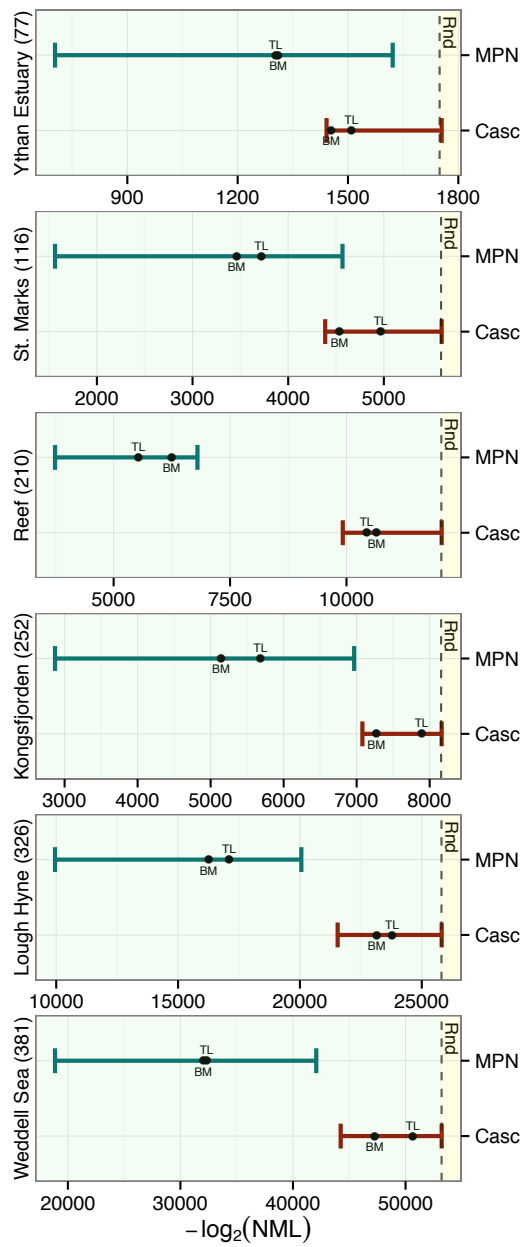 Ythan Estuary (77)
Rnd
TL
BM
MPN
TL
BM
Casc
900 1200 1500 1800
St. Marks (116)
Rnd
TL
BM
MPN
TL
BM
Casc
2000 3000 4000 5000
Reef (210)
Rnd
TL
BM
MPN
TL
BM
Casc
5000 7500 10000
Kongsfjorden (252)
Rnd
TL
BM
MPN
TL
BM
Casc
3000 4000 5000 6000 7000 8000
Lough Hyne (326)
Rnd
TL
BM
MPN
TL
BM
Casc
10000 15000 20000 25000
Weddell Sea (381)
Rnd
TL
BM
MPN
TL
BM
Casc
20000 30000 40000 50000
−log₂(NML)